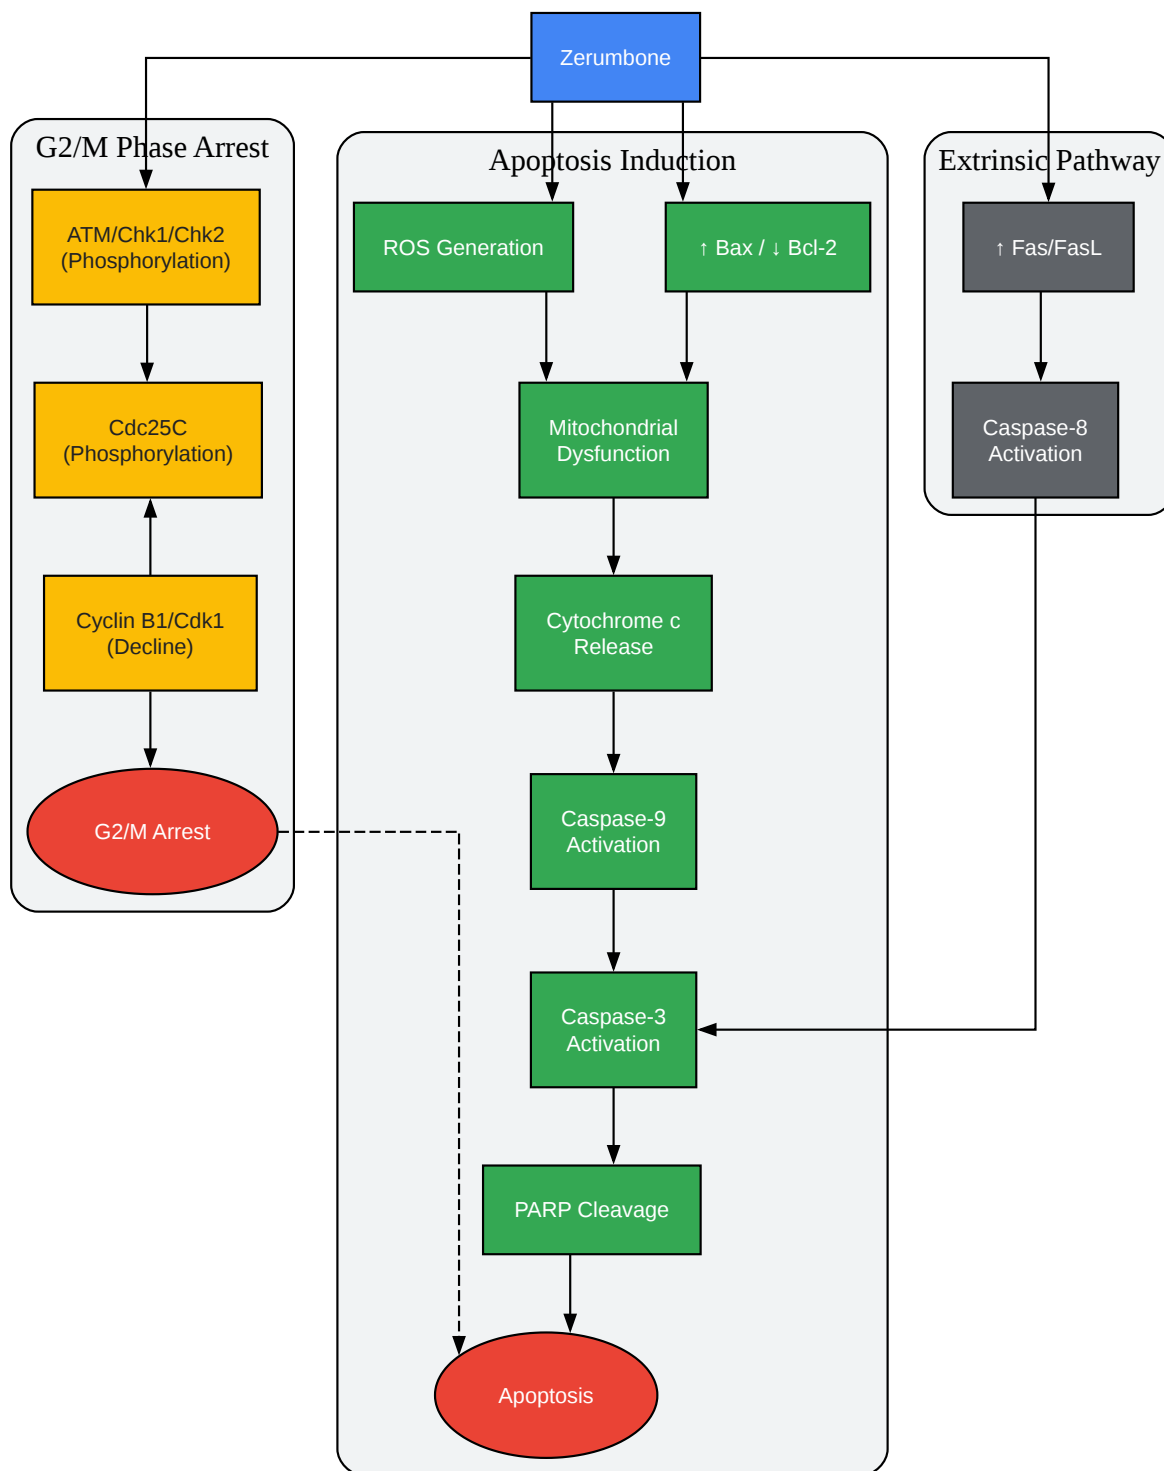 Zerumbone
G2/M Phase Arrest
ATM/Chk1/Chk2
(Phosphorylation)
Cdc25C
(Phosphorylation)
Cyclin B1/Cdk1
(Decline)
G2/M Arrest
Apoptosis Induction
ROS Generation
↑ Bax / ↓ Bcl-2
Mitochondrial
Dysfunction
Cytochrome c
Release
Caspase-9
Activation
Caspase-3
Activation
PARP Cleavage
Apoptosis
Extrinsic Pathway
↑ Fas/FasL
Caspase-8
Activation